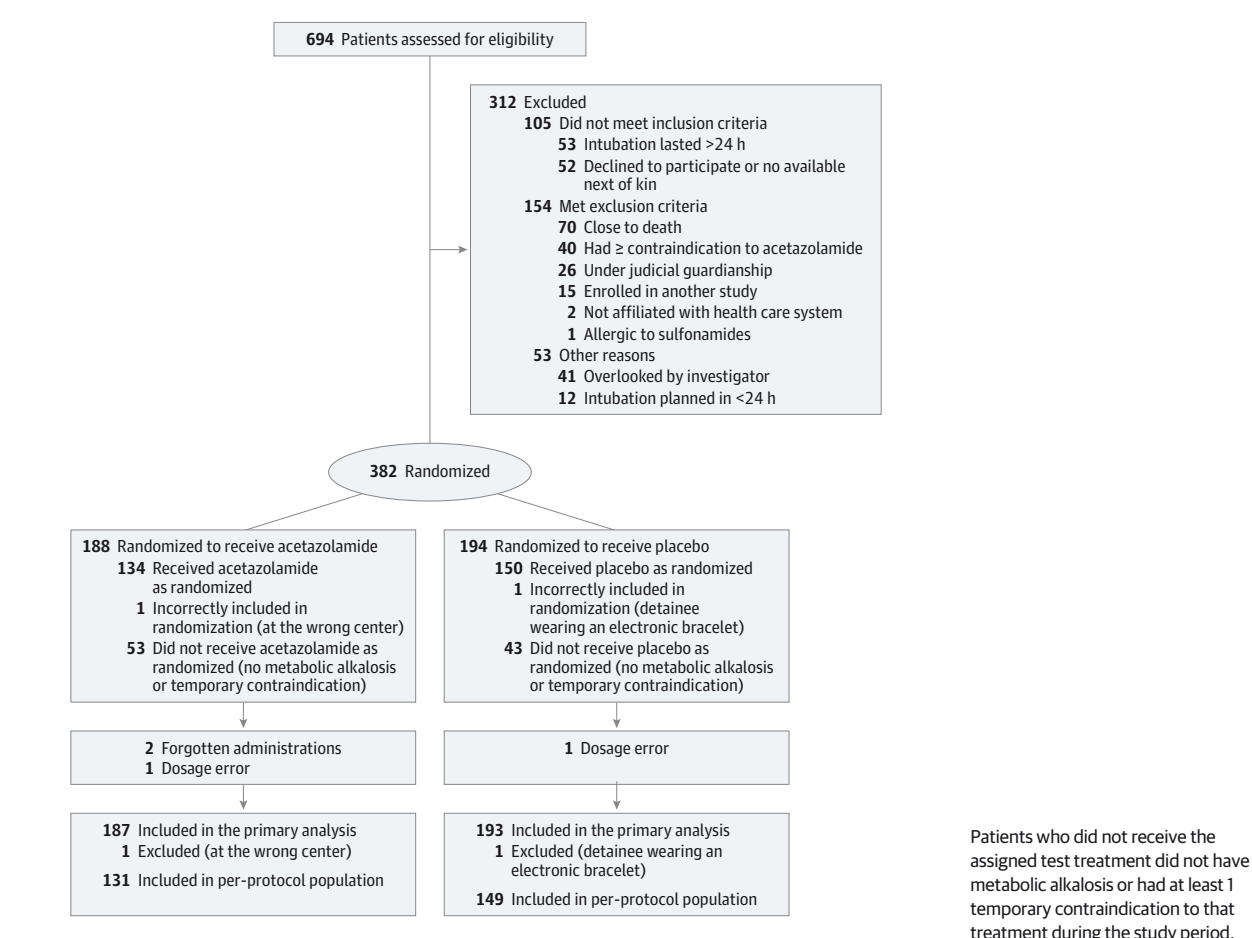 694 Patients assessed for eligibility
312 Excluded
105 Did not meet inclusion criteria
53 Intubation lasted >24 h
52 Declined to participate or no available
next of kin
154 Met exclusion criteria
70 Close to death
40 Had ≥ contraindication to acetazolamide
26 Under judicial guardianship
15 Enrolled in another study
2 Not affiliated with health care system
1 Allergic to sulfonamides
53 Other reasons
41 Overlooked by investigator
12 Intubation planned in <24 h
382 Randomized
188 Randomized to receive acetazolamide
134 Received acetazolamide
as randomized
1 Incorrectly included in
randomization (at the wrong center)
53 Did not receive acetazolamide as
randomized (no metabolic alkalosis
or temporary contraindication)
194 Randomized to receive placebo
150 Received placebo as randomized
1 Incorrectly included in
randomization (detainee
wearing an electronic bracelet)
43 Did not receive placebo as
randomized (no metabolic alkalosis
or temporary contraindication)
2 Forgotten administrations
1 Dosage error
1 Dosage error
187 Included in the primary analysis
1 Excluded (at the wrong center)
131 Included in per-protocol population
193 Included in the primary analysis
1 Excluded (detainee wearing an
electronic bracelet)
149 Included in per-protocol population
Patients who did not receive the
assigned test treatment did not have
metabolic alkalosis or had at least 1
temporary contraindication to that
treatment during the study period.